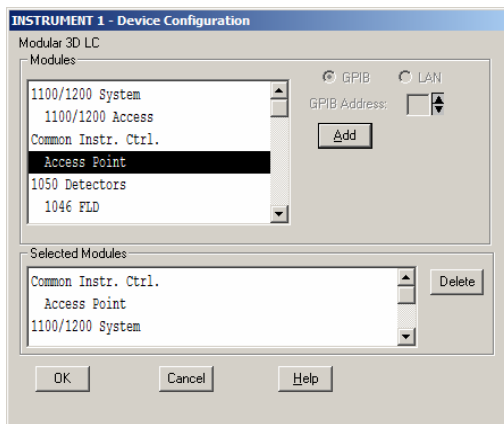 INSTRUMENT 1 - Device Configuration
Modular 3D LC
Modules
1100/1200 System
1100/1200 Access
Common Instr. Ctrl.
Access Point
1050 Detectors
1046 FLD
GPIB LAN
GPIB Address:
Add
Selected Modules
Common Instr. Ctrl.
Access Point
1100/1200 System
Delete
OK Cancel Help